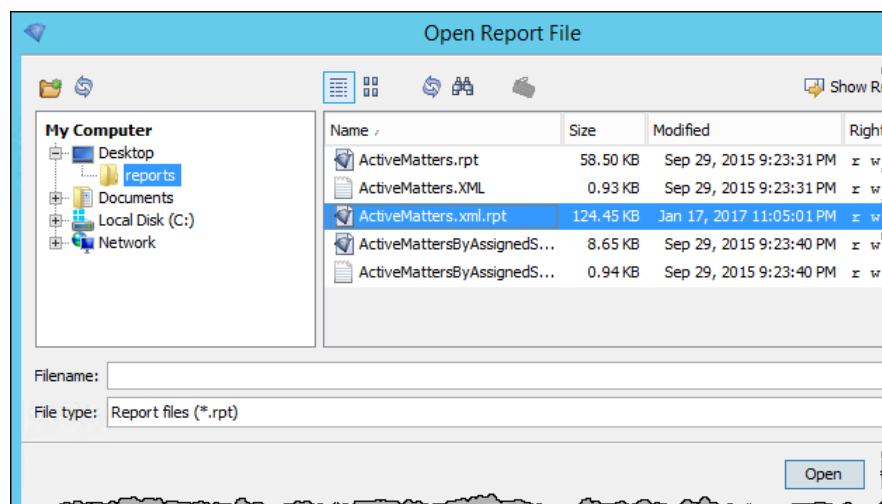 Open Report File
Show R
My Computer
Desktop
reports
Documents
Local Disk (C:)
Network
Name Size Modified Right
ActiveMatters.rpt 58.50 KB Sep 29, 2015 9:23:31 PM r w
ActiveMatters.XML 0.93 KB Sep 29, 2015 9:23:31 PM r w
ActiveMatters.xml.rpt 124.45 KB Jan 17, 2017 11:05:01 PM r w
ActiveMattersByAssignedS... 8.65 KB Sep 29, 2015 9:23:40 PM r w
ActiveMattersByAssignedS... 0.94 KB Sep 29, 2015 9:23:40 PM r w
Filename:
File type: Report files (*.rpt)
Open